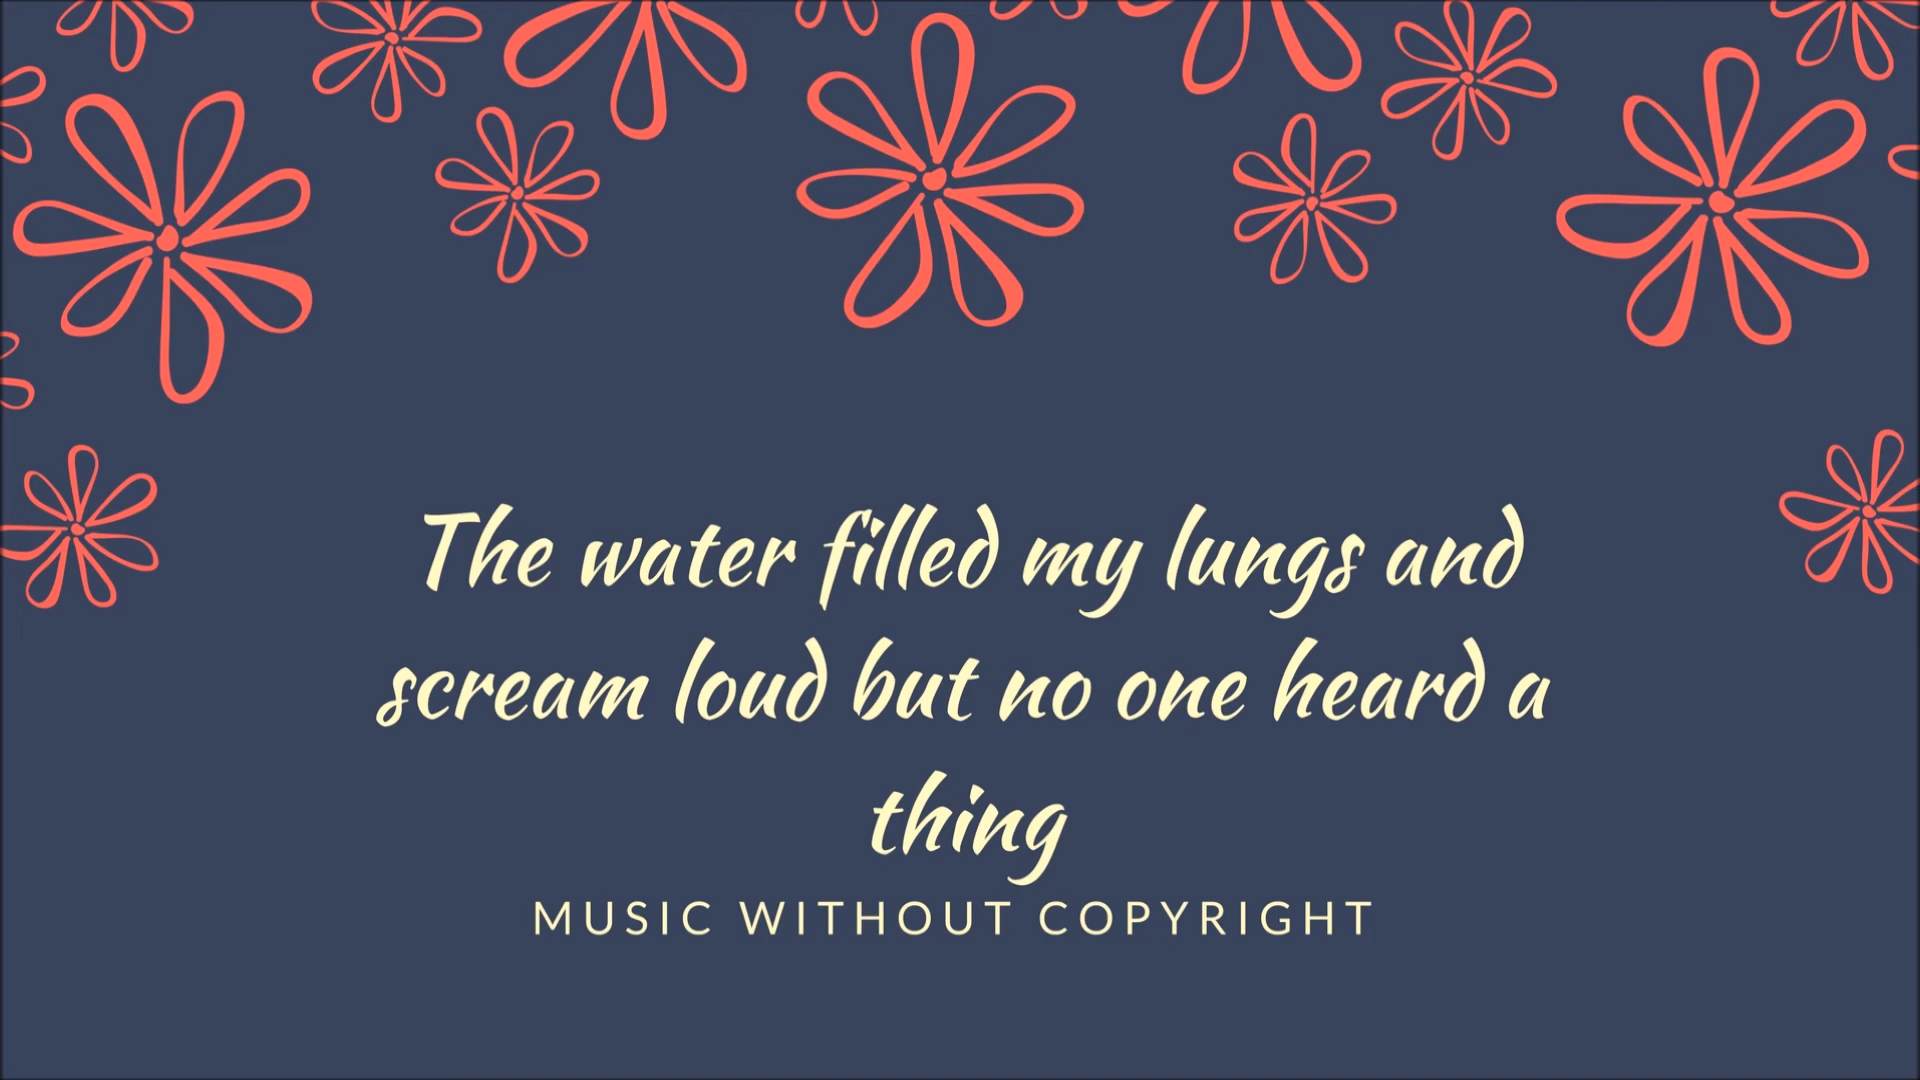 The water filled my lungs and
scream loud but no one heard a
thing
MUSIC WITHOUT COPYRIGHT